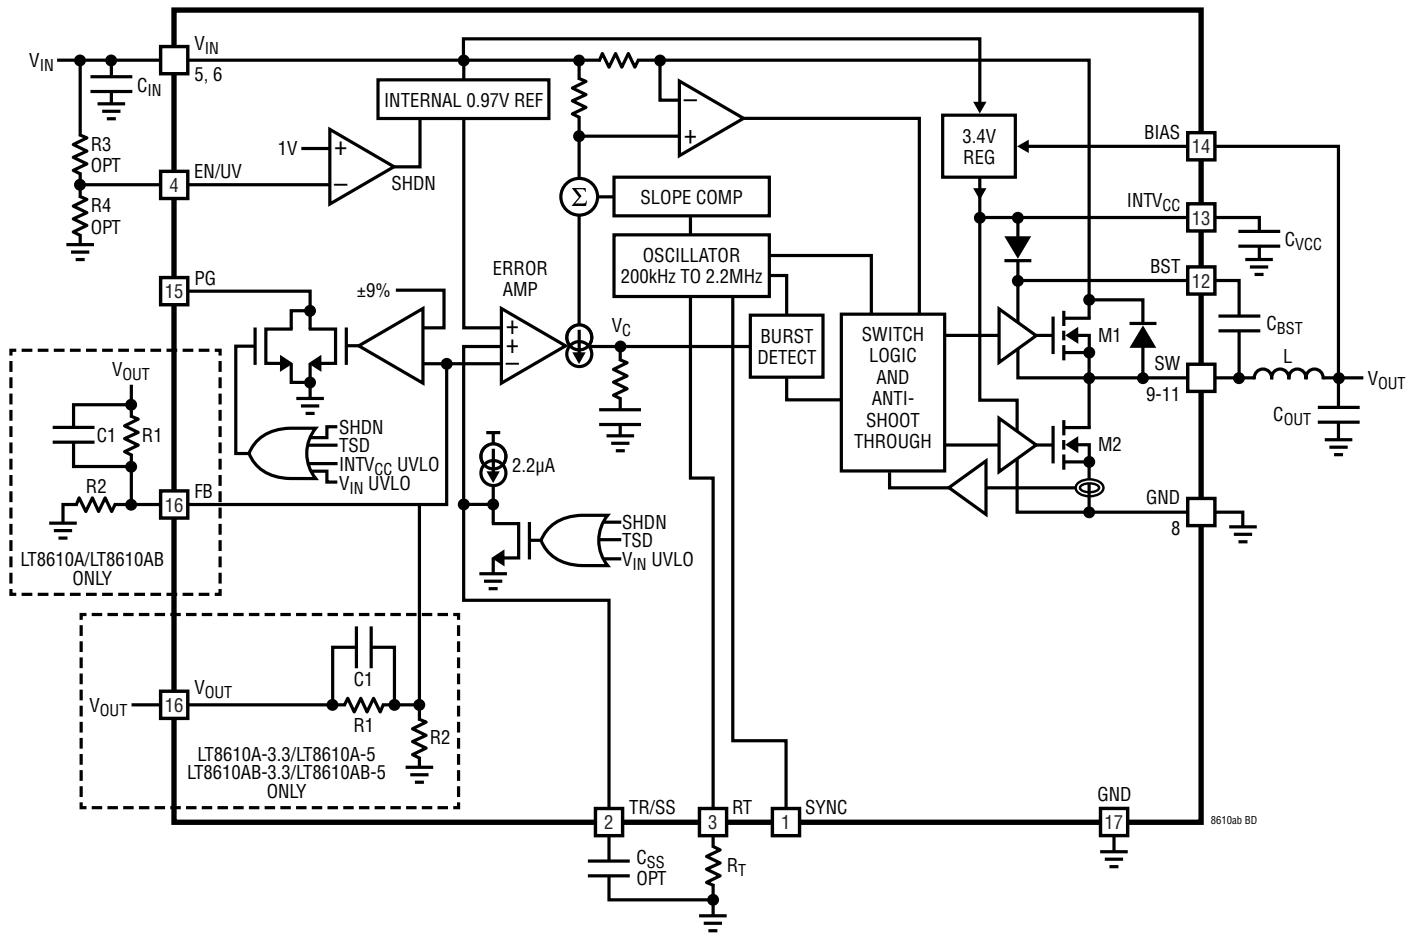 VIN
VIN
5, 6
CIN
INTERNAL 0.97V REF
R3
OPT
1V
+
−
SHDN
4
EN/UV
R4
OPT
−
+
3.4V
REG
BIAS
14
Σ
SLOPE COMP
INTVCC
13
CVCC
OSCILLATOR
200kHz TO 2.2MHz
BST
12
PG
15
±9%
ERROR
AMP
+
+
−
VC
BURST
DETECT
SWITCH
LOGIC
AND
ANTI-
SHOOT
THROUGH
M1
CBST
SW
9-11
L
VOUT
COUT
M2
VOUT
C1
R1
SHDN
TSD
INTVCC UVLO
VIN UVLO
2.2µA
R2
16
FB
GND
8
LT8610A/LT8610AB
ONLY
SHDN
TSD
VIN UVLO
VOUT
16
VOUT
C1
R1
R2
LT8610A-3.3/LT8610A-5
LT8610AB-3.3/LT8610AB-5
ONLY
2
TR/SS
3
RT
1
SYNC
GND
17
8610ab BD
CSS
OPT
RT